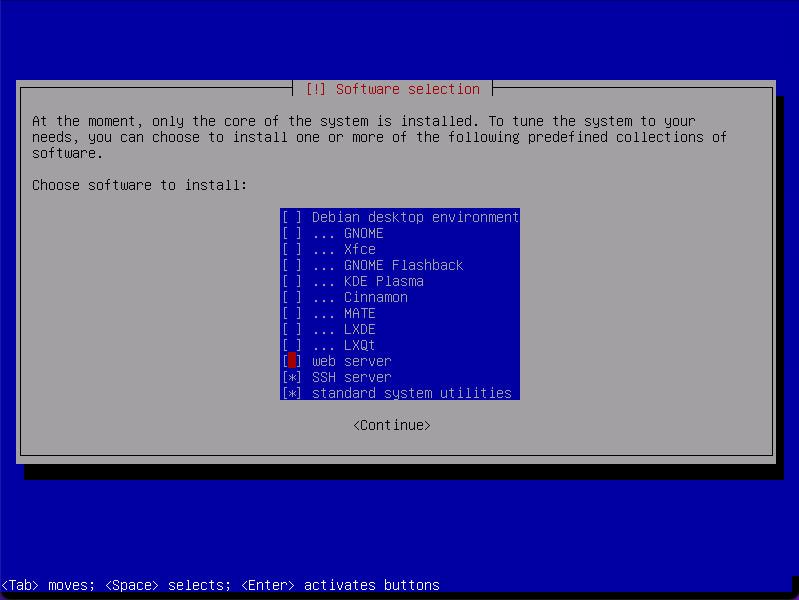 [!] Software selection
At the moment, only the core of the system is installed. To tune the system to your
needs, you can choose to install one or more of the following predefined collections of
software.
Choose software to install:
[ ] Debian desktop environment
[ ] ... GNOME
[ ] ... Xfce
[ ] ... GNOME Flashback
[ ] ... KDE Plasma
[ ] ... Cinnamon
[ ] ... MATE
[ ] ... LXDE
[ ] ... LXQt
[ ] web server
[*] SSH server
[*] standard system utilities
<Continue>
<Tab> moves; <Space> selects; <Enter> activates buttons